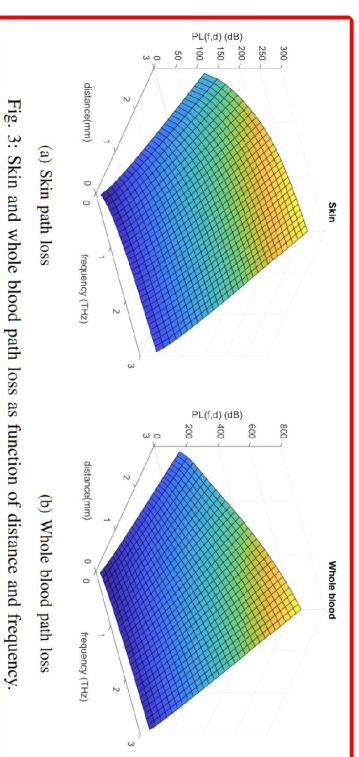 Skin
PL(f,d) (dB)
300
250
200
150
100
50
0
3
2
1
0
distance(mm)
0
1
2
3
frequency (THz)
(a) Skin path loss
Whole blood
PL(f,d) (dB)
800
600
400
200
0
3
2
1
0
distance(mm)
0
1
2
3
frequency (THz)
(b) Whole blood path loss
Fig. 3: Skin and whole blood path loss as function of distance and frequency.